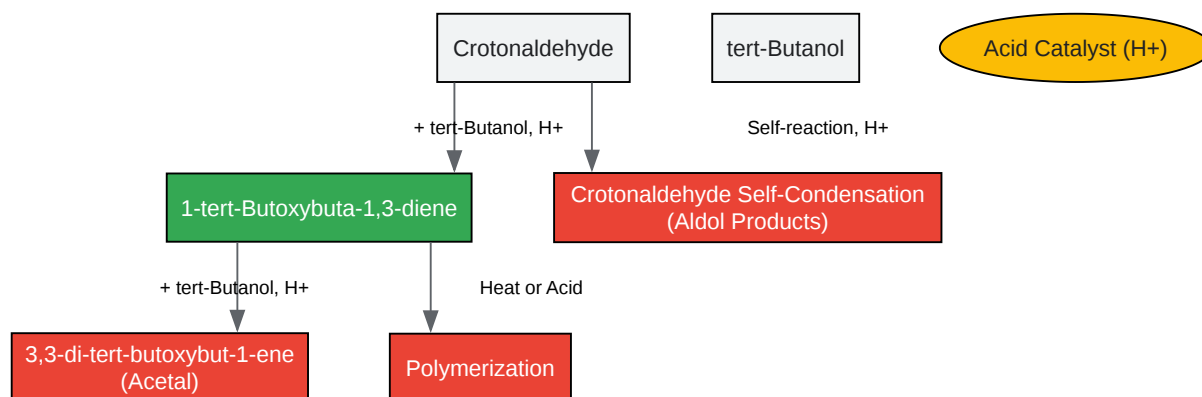 Crotonaldehyde
tert-Butanol
Acid Catalyst (H+)
+ tert-Butanol, H+
Self-reaction, H+
1-tert-Butoxybuta-1,3-diene
Crotonaldehyde Self-Condensation
(Aldol Products)
+ tert-Butanol, H+
Heat or Acid
3,3-di-tert-butoxybut-1-ene
(Acetal)
Polymerization